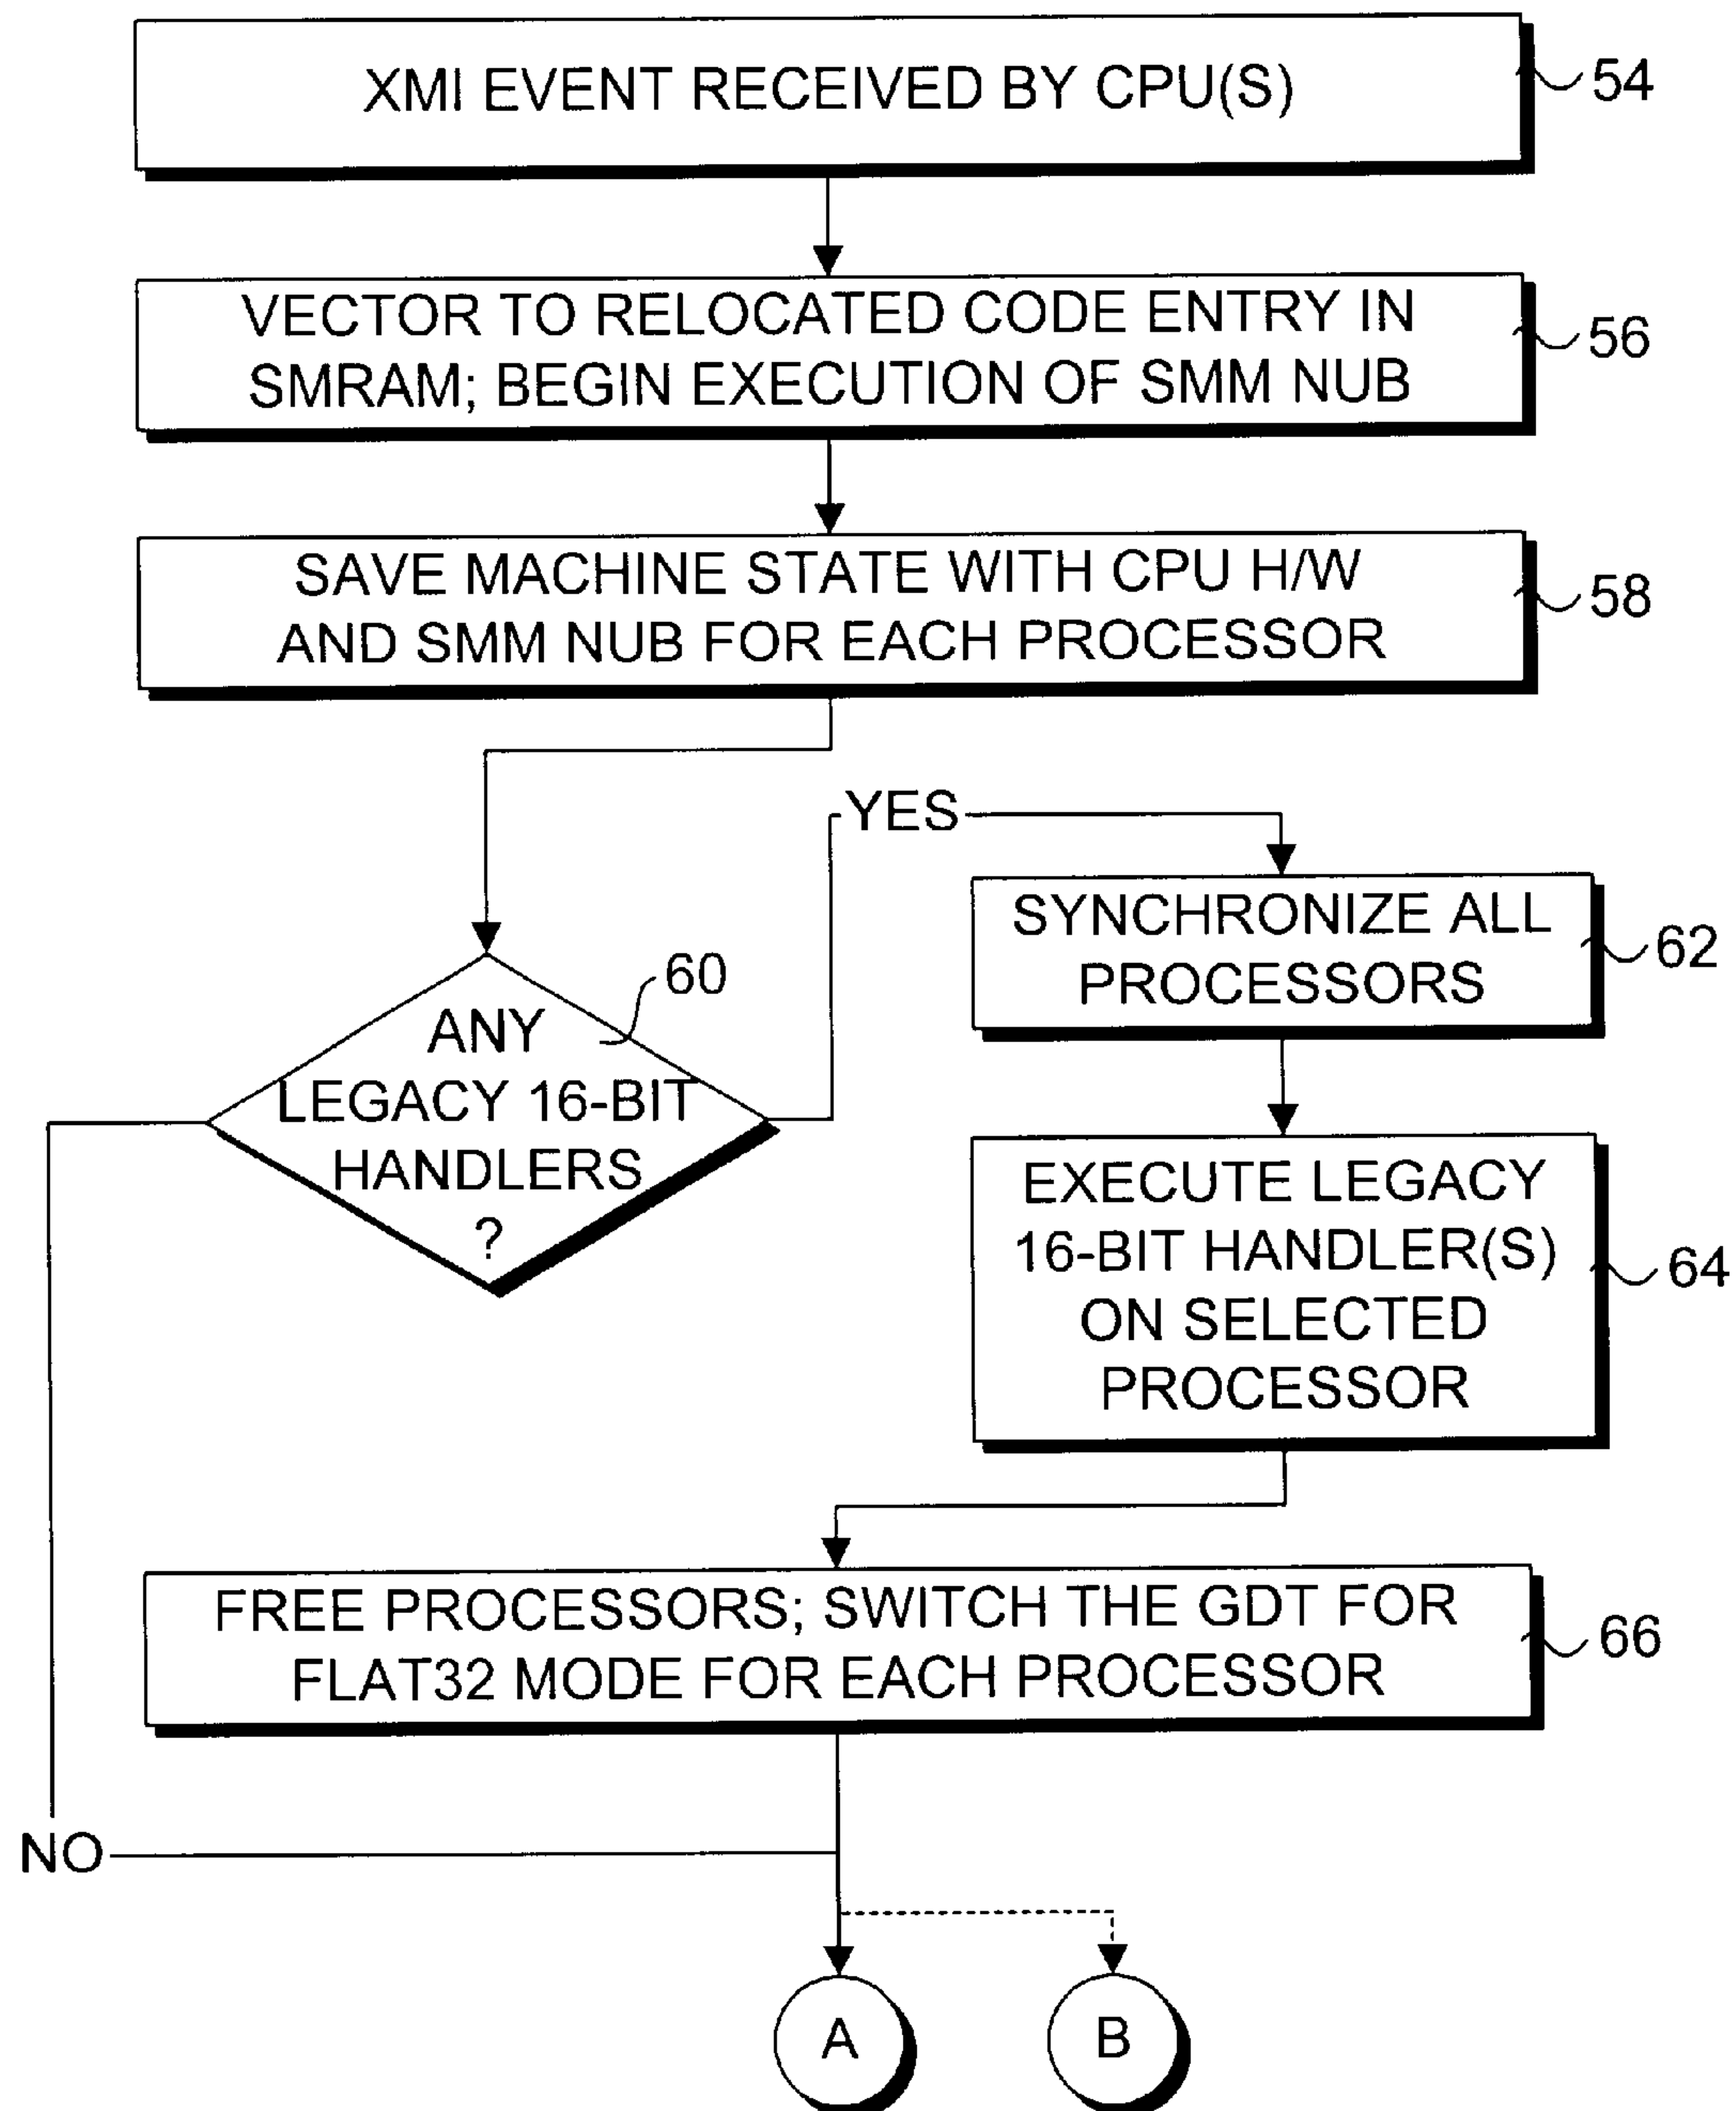 XMI EVENT RECEIVED BY CPU(S)
54
VECTOR TO RELOCATED CODE ENTRY IN
SMRAM; BEGIN EXECUTION OF SMM NUB
56
SAVE MACHINE STATE WITH CPU H/W
AND SMM NUB FOR EACH PROCESSOR
58
YES
60
ANY
LEGACY 16-BIT
HANDLERS
?
SYNCHRONIZE ALL
PROCESSORS
62
EXECUTE LEGACY
16-BIT HANDLER(S)
ON SELECTED
PROCESSOR
64
FREE PROCESSORS; SWITCH THE GDT FOR
FLAT32 MODE FOR EACH PROCESSOR
66
NO
A
B